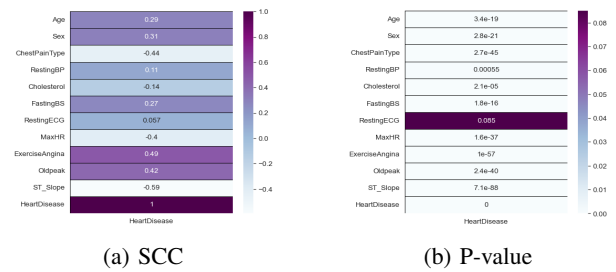 Age 0.29
Sex 0.31
ChestPainType -0.44
RestingBP 0.11
Cholesterol -0.14
FastingBS 0.27
RestingECG 0.057
MaxHR -0.4
ExerciseAngina 0.49
Oldpeak 0.42
ST_Slope -0.59
HeartDisease 1
HeartDisease
1.0
0.8
0.6
0.4
0.2
0.0
−0.2
−0.4
(a) SCC
Age 3.4e-19
Sex 2.8e-21
ChestPainType 2.7e-45
RestingBP 0.00055
Cholesterol 2.1e-05
FastingBS 1.8e-16
RestingECG 0.085
MaxHR 1.6e-37
ExerciseAngina 1e-57
Oldpeak 2.4e-40
ST_Slope 7.1e-88
HeartDisease 0
HeartDisease
0.08
0.07
0.06
0.05
0.04
0.03
0.02
0.01
0.00
(b) P-value